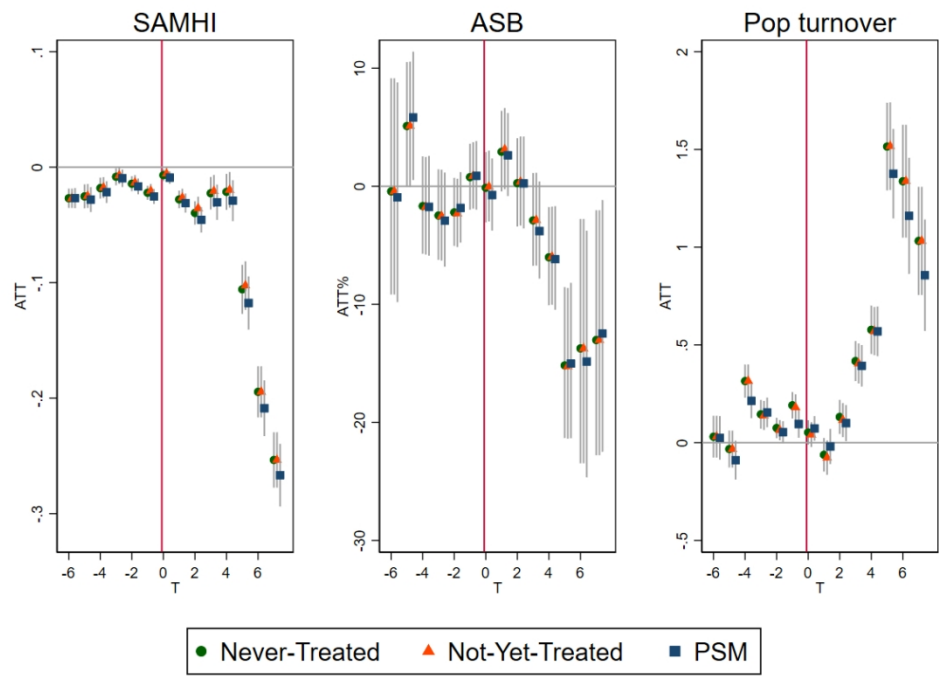 SAMHI
ASB
Pop turnover
.1
0
-.1
-.2
-.3
ATT
-6 -4 -2 0 2 4 6
T
10
0
-10
-20
-30
ATT%
-6 -4 -2 0 2 4 6
T
2
1.5
1
.5
0
-.5
ATT
-6 -4 -2 0 2 4 6
T
Never-Treated Not-Yet-Treated PSM